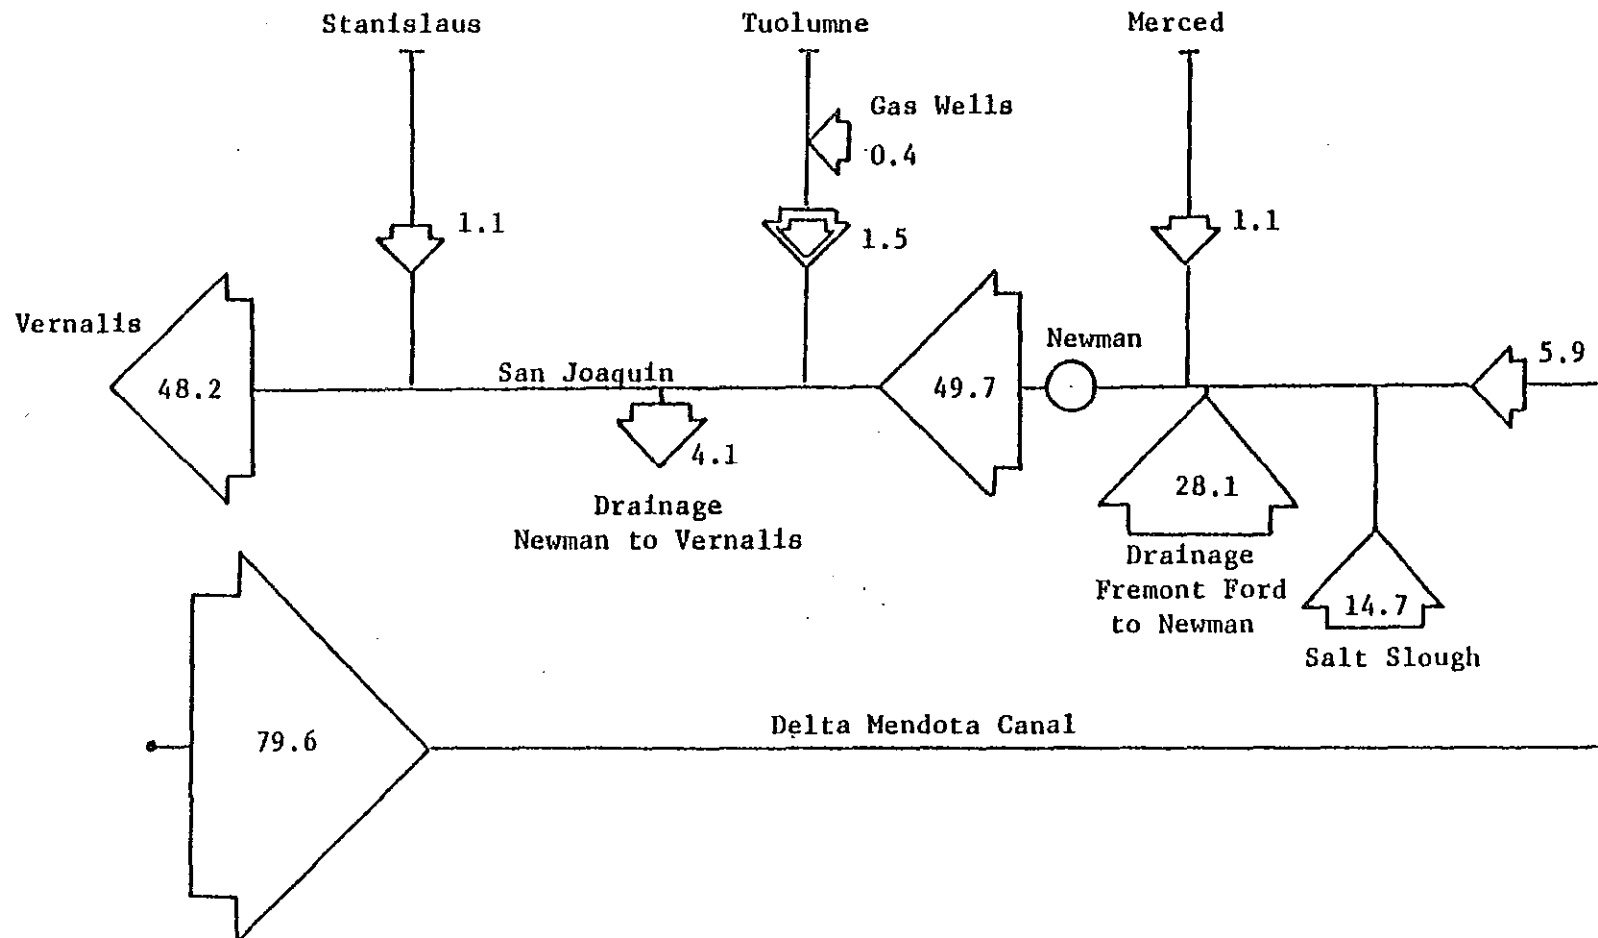 Stanislaus
Tuolumne
Merced
Gas Wells
0.4
1.1
1.5
1.1
Vernalis
48.2
San Joaquin
49.7
Newman
5.9
4.1
Drainage
Newman to Vernalis
28.1
Drainage
Fremont Ford
to Newman
14.7
Salt Slough
79.6
Delta Mendota Canal